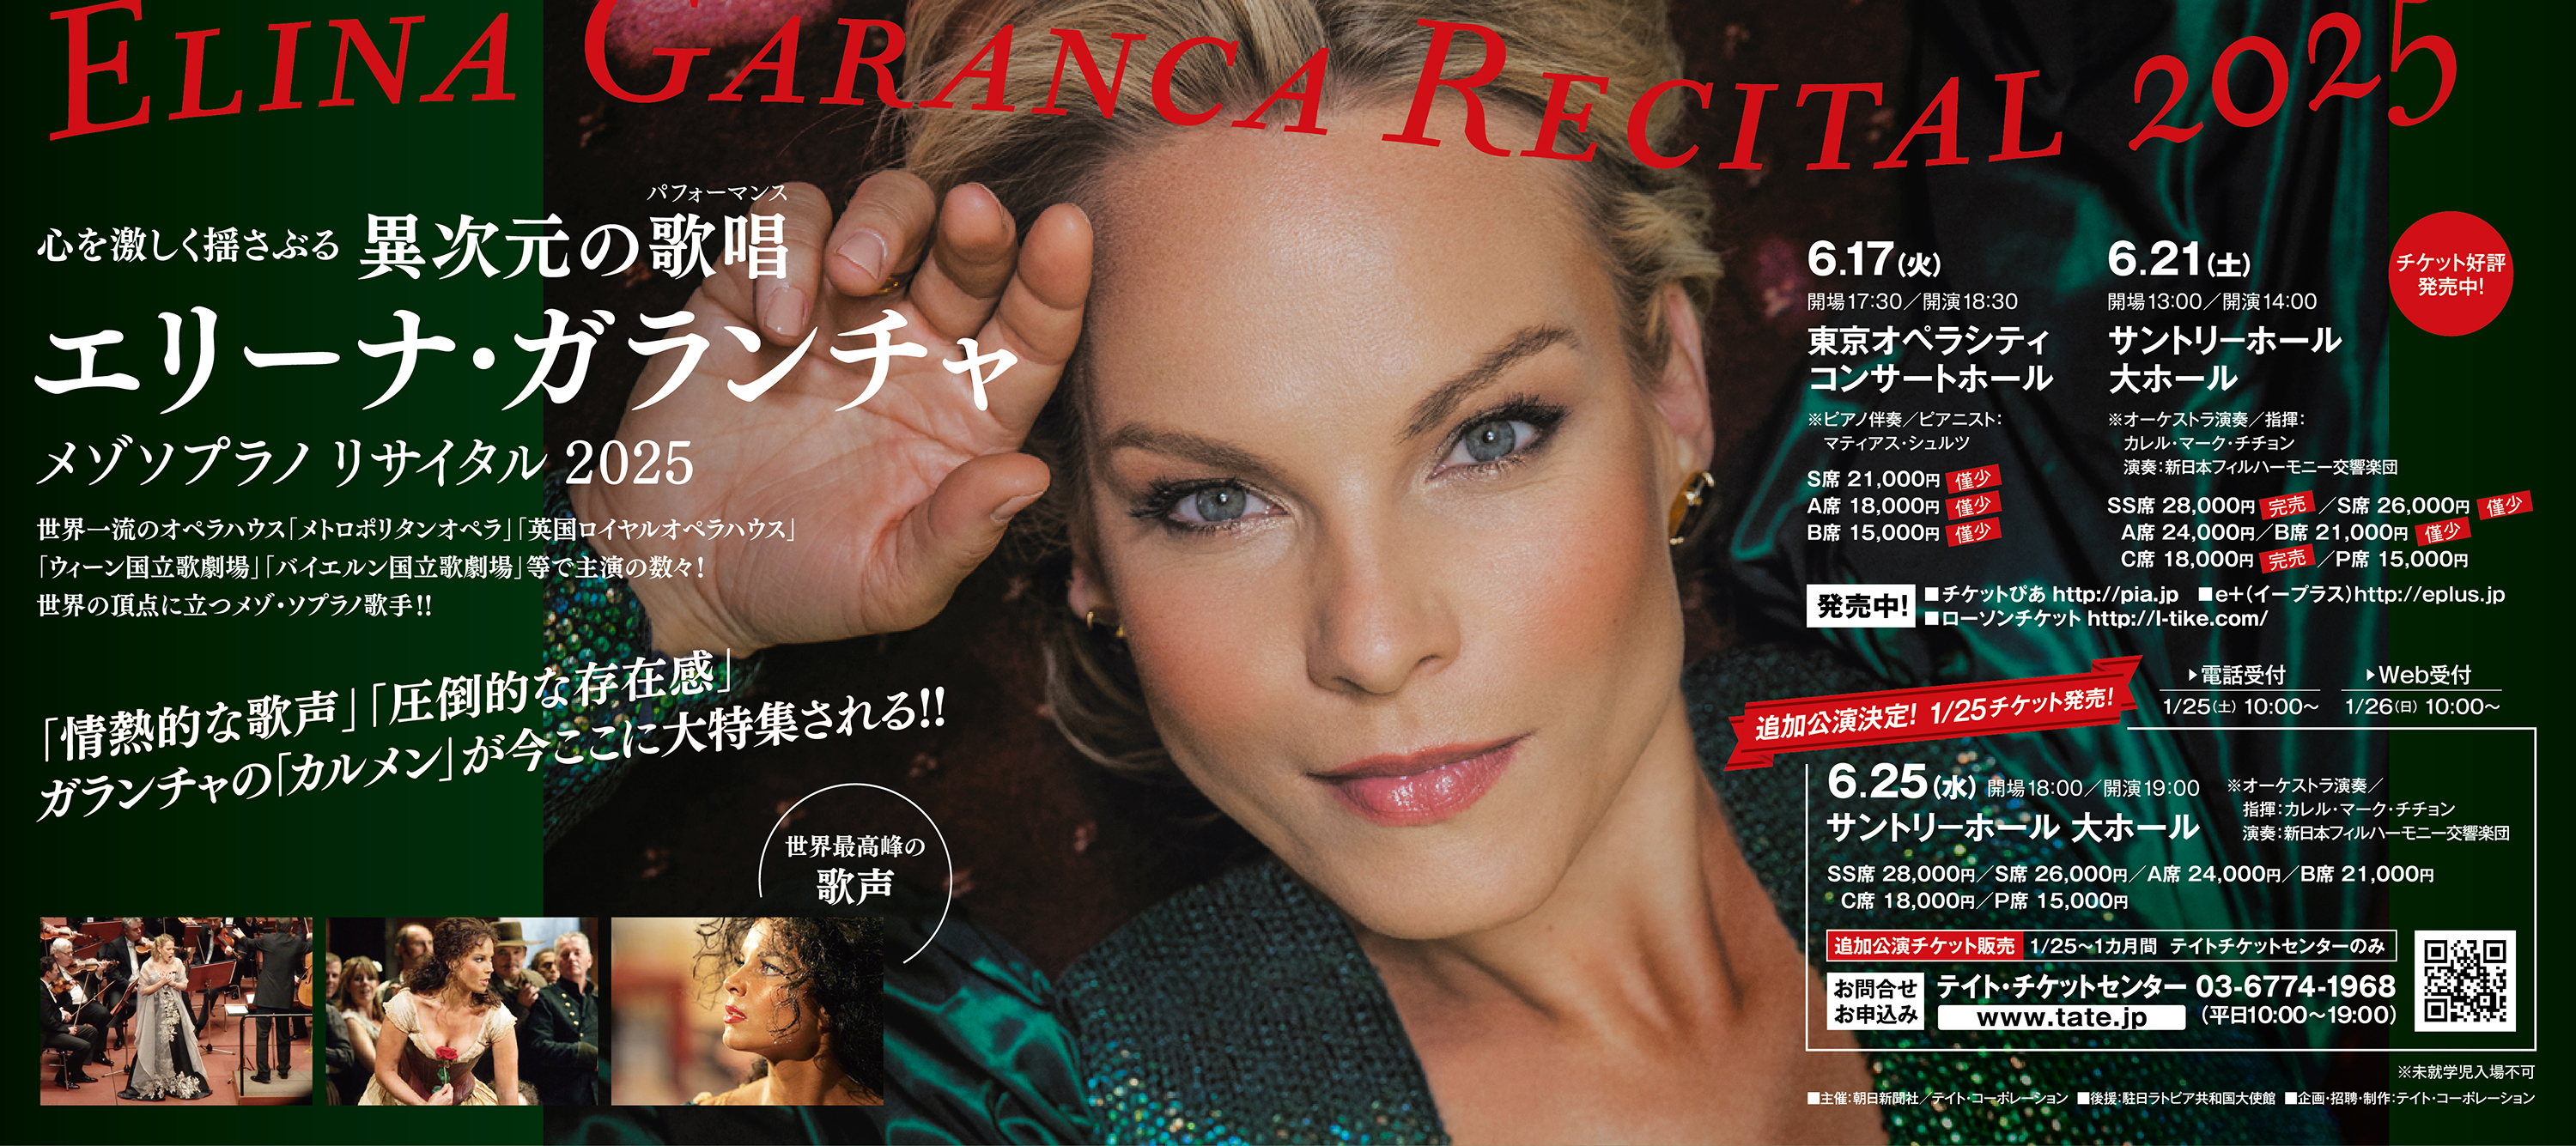 ELINA GARANCA RECITAL 2025
パフォーマンス
心を激しく揺さぶる 異次元の歌唱
エリーナ・ガランチャ
メゾソプラノ リサイタル 2025
世界一流のオペラハウス「メトロポリタンオペラ」「英国ロイヤルオペラハウス」
「ウィーン国立歌劇場」「バイエルン国立歌劇場」等で主演の数々!
世界の頂点に立つメゾ・ソプラノ歌手!!
「情熱的な歌声」「圧倒的な存在感」
ガランチャの「カルメン」が今ここに大特集される!!
世界最高峰の
歌声
6.17(火)
開場17:30/開演18:30
東京オペラシティ
コンサートホール
※ピアノ伴奏/ピアニスト:
マティアス・シュルツ
S席 21,000円 僅少
A席 18,000円 僅少
B席 15,000円 僅少
6.21(土)
開場13:00/開演14:00
サントリーホール
大ホール
※オーケストラ演奏/指揮:
カレル・マーク・チチョン
演奏:新日本フィルハーモニー交響楽団
SS席 28,000円 完売 /S席 26,000円 僅少
A席 24,000円/B席 21,000円 僅少
C席 18,000円 完売 /P席 15,000円
チケット好評
発売中!
発売中!
■チケットぴあ http://pia.jp ■e+(イープラス)http://eplus.jp
■ローソンチケット http://l-tike.com/
追加公演決定! 1/25チケット発売!
▶電話受付
1/25(土) 10:00~
▶Web受付
1/26(日) 10:00~
6.25(水) 開場18:00/開演19:00
サントリーホール 大ホール
※オーケストラ演奏/
指揮:カレル・マーク・チチョン
演奏:新日本フィルハーモニー交響楽団
SS席 28,000円/S席 26,000円/A席 24,000円/B席 21,000円
C席 18,000円/P席 15,000円
追加公演チケット販売 1/25~1カ月間 テイトチケットセンターのみ
お問合せ
お申込み
テイト・チケットセンター 03-6774-1968
www.tate.jp (平日10:00~19:00)
※未就学児入場不可
■主催:朝日新聞社/テイト・コーポレーション ■後援:駐日ラトビア共和国大使館 ■企画・招聘・制作:テイト・コーポレーション